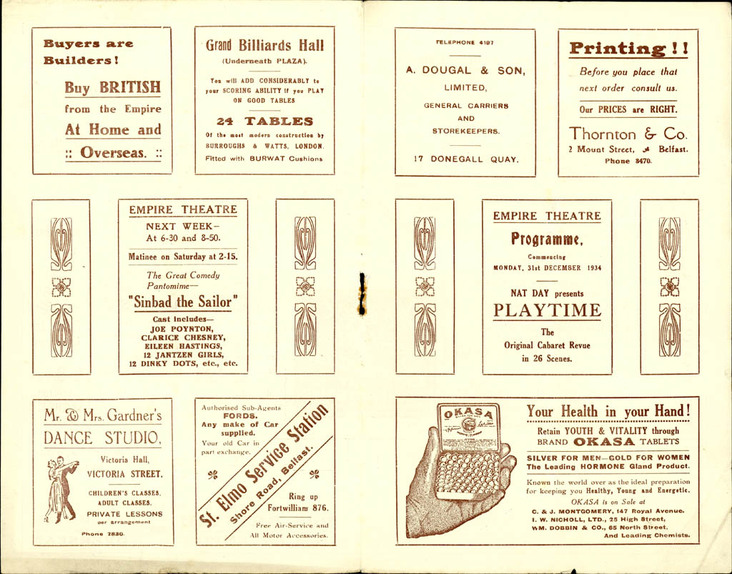 Buyers are
Builders!
Buy BRITISH
from the Empire
At Home and
:: Overseas. ::
Grand Billiards Hall
(Underneath PLAZA).
You will ADD CONSIDERABLY to
your SCORING ABILITY if you PLAY
ON GOOD TABLES
24 TABLES
Of the most modern construction by
BURROUGHS & WATTS, LONDON.
Fitted with BURWAT Cushions
EMPIRE THEATRE
NEXT WEEK—
At 6-30 and 8-50.
Matinee on Saturday at 2-15.
The Great Comedy
Pantomime—
"Sinbad the Sailor"
Cast includes—
JOE POYNTON,
CLARICE CHESNEY,
EILEEN HASTINGS,
12 JANTZEN GIRLS,
12 DINKY DOTS, etc., etc.
Mr. & Mrs. Gardner's
DANCE STUDIO,
Victoria Hall,
VICTORIA STREET.
CHILDREN'S CLASSES.
ADULT CLASSES.
PRIVATE LESSONS
per arrangement
Phone 7880.
Authorised Sub-Agents
FORDS.
Any make of Car
supplied.
Your old Car in
part exchange.
St. Elmo Service Station
Shore Road, Belfast.
Ring up
Fortwilliam 876.
Free Air-Service and
All Motor Accessories.
TELEPHONE 4197
A. DOUGAL & SON,
LIMITED,
GENERAL CARRIERS
AND
STOREKEEPERS.
17 DONEGALL QUAY.
Printing!!
Before you place that
next order consult us.
Our PRICES are RIGHT.
Thornton & Co.
2 Mount Street, Belfast.
Phone 8470.
EMPIRE THEATRE
Programme,
Commencing
MONDAY, 31st DECEMBER 1934
NAT DAY presents
PLAYTIME
The
Original Cabaret Revue
in 26 Scenes.
OKASA
Your Health in your Hand!
Retain YOUTH & VITALITY through
BRAND OKASA TABLETS
SILVER FOR MEN—GOLD FOR WOMEN
The Leading HORMONE Gland Product.
Known the world over as the ideal preparation
for keeping you Healthy, Young and Energetic.
OKASA is on Sale at
C. & J. MONTGOMERY, 147 Royal Avenue.
I. W. NICHOLL, LTD., 25 High Street,
WM. DOBBIN & CO., 65 North Street.
And Leading Chemists.